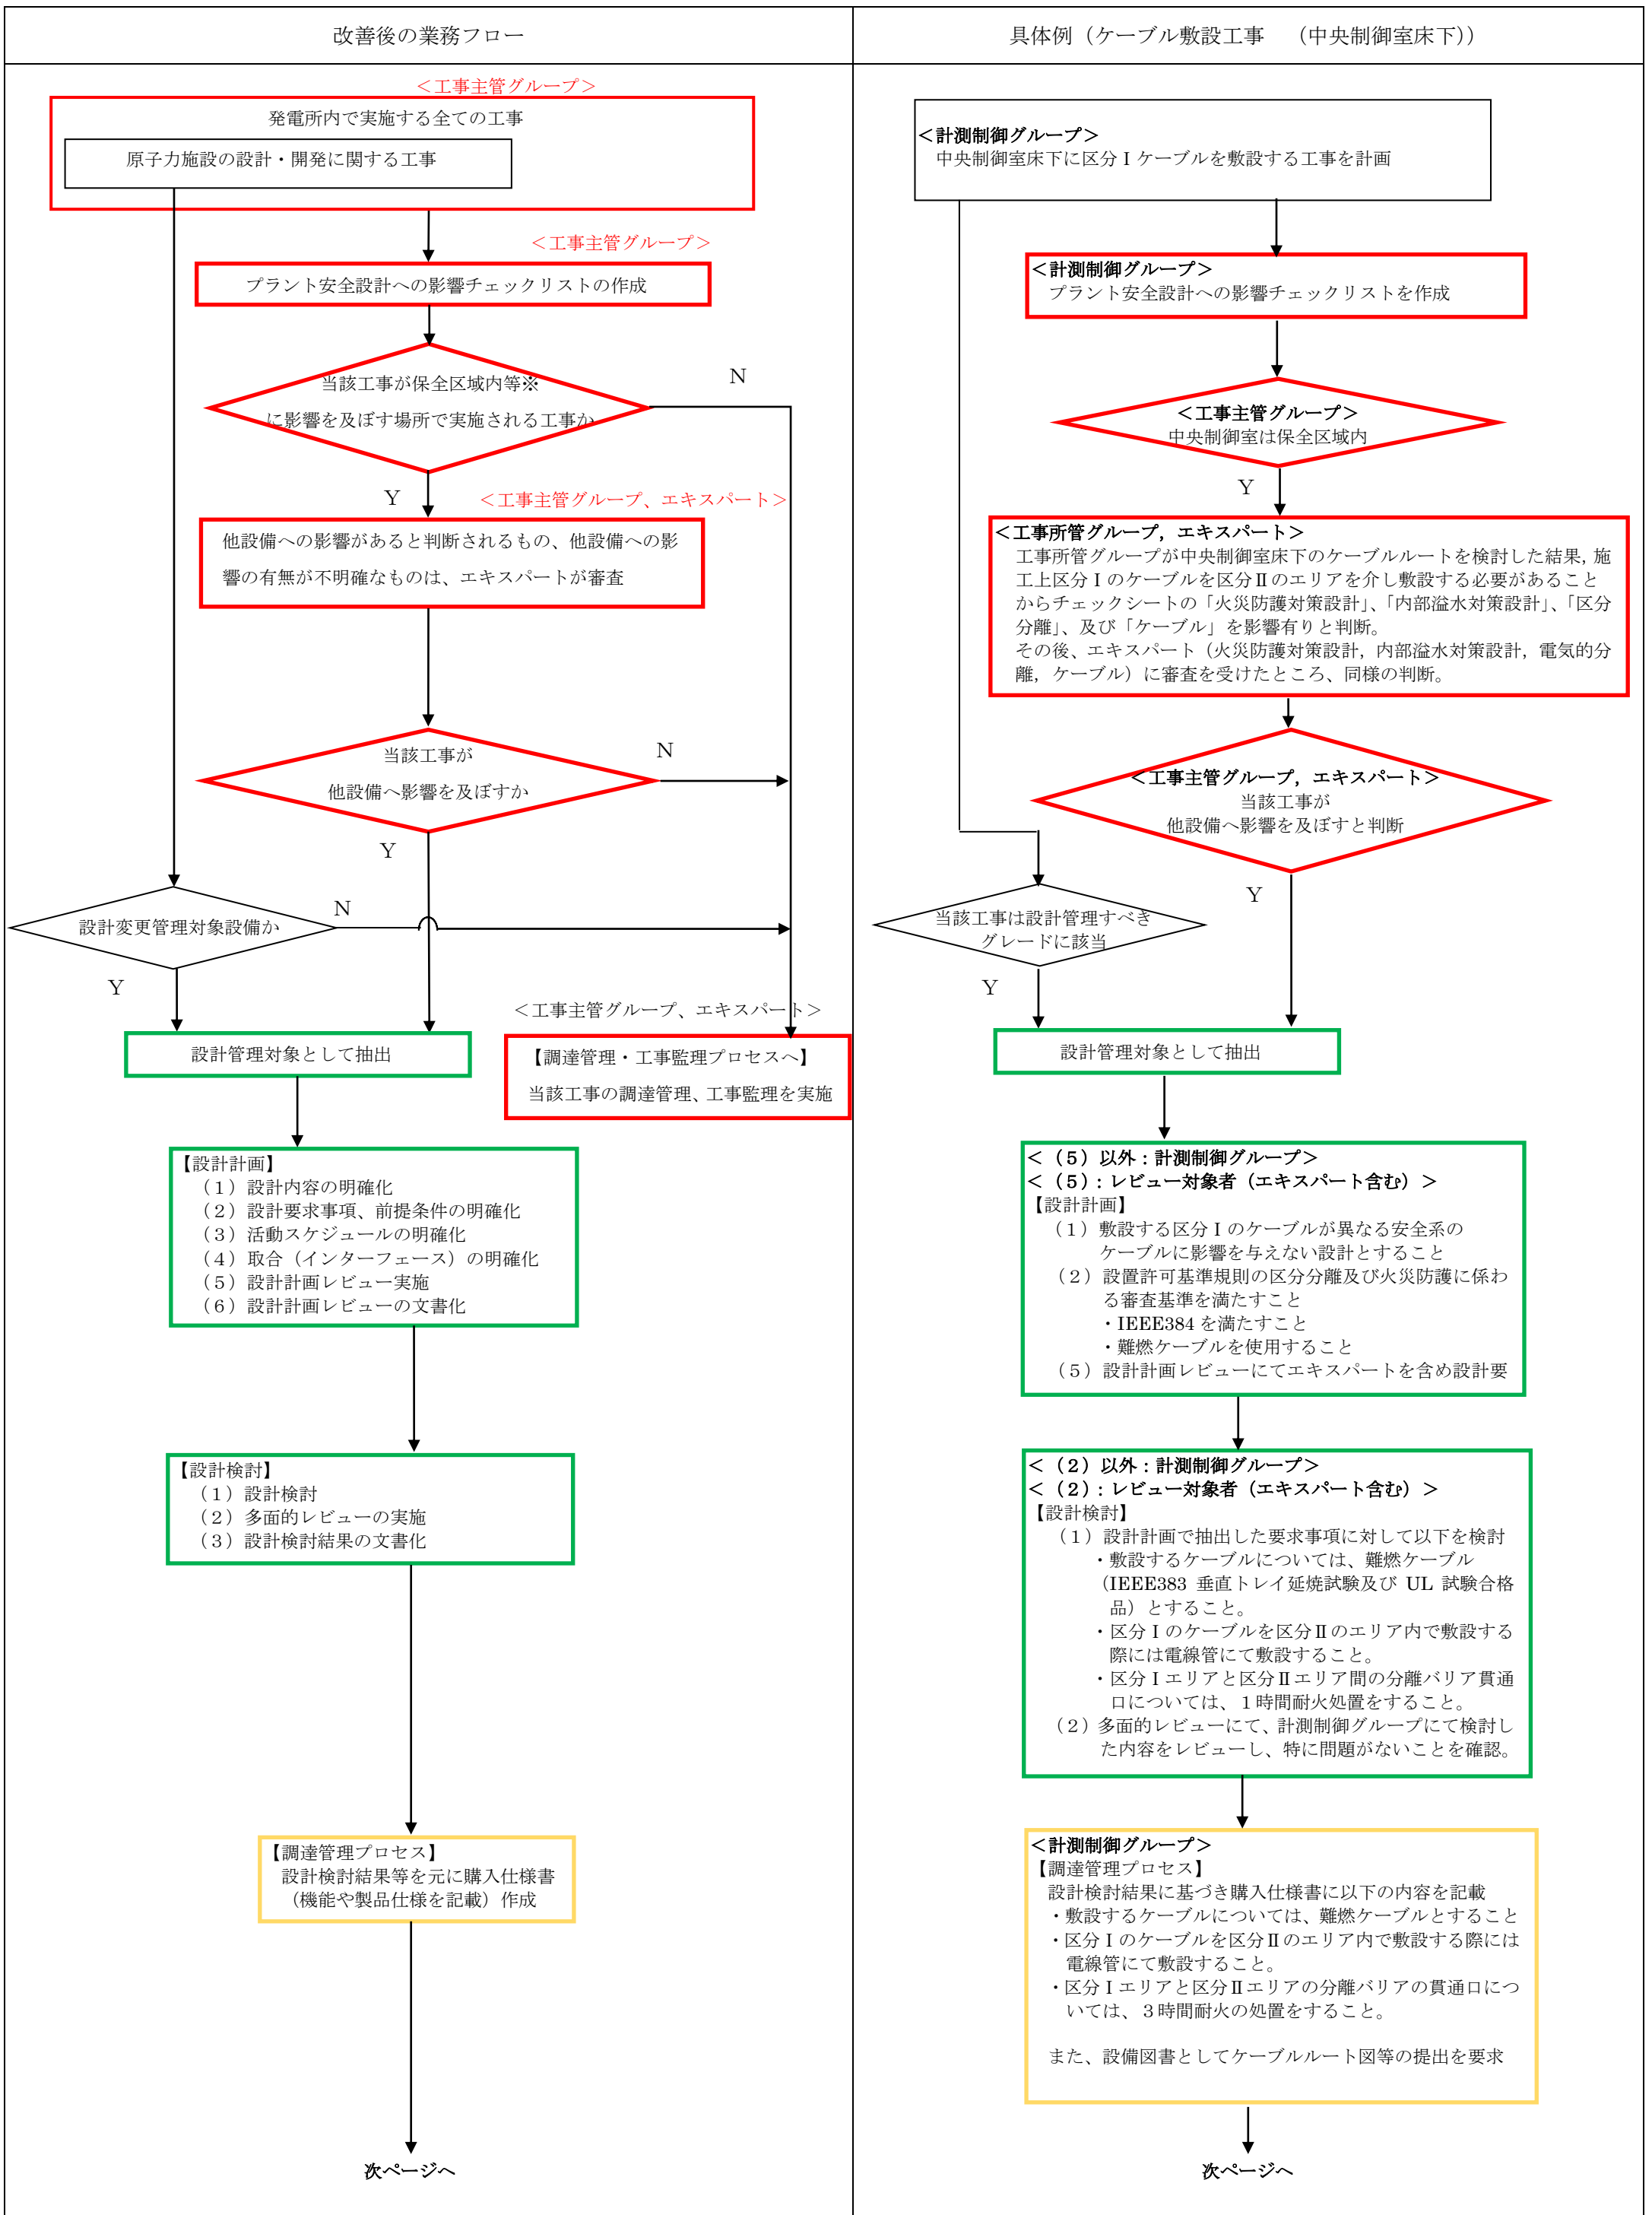 改善後の業務フロー
＜工事主管グループ＞
発電所内で実施する全ての工事
原子力施設の設計・開発に関する工事
＜工事主管グループ＞
プラント安全設計への影響チェックリストの作成
当該工事が保全区域内等※
に影響を及ぼす場所で実施される工事か
N
Y
＜工事主管グループ、エキスパート＞
他設備への影響があると判断されるもの、他設備への影
響の有無が不明確なものは、エキスパートが審査
当該工事が
他設備へ影響を及ぼすか
N
Y
設計変更管理対象設備か
N
Y
＜工事主管グループ、エキスパート＞
設計管理対象として抽出
【調達管理・工事監理プロセスへ】
当該工事の調達管理、工事監理を実施
【設計計画】
（１）設計内容の明確化
（２）設計要求事項、前提条件の明確化
（３）活動スケジュールの明確化
（４）取合（インターフェース）の明確化
（５）設計計画レビュー実施
（６）設計計画レビューの文書化
【設計検討】
（１）設計検討
（２）多面的レビューの実施
（３）設計検討結果の文書化
【調達管理プロセス】
設計検討結果等を元に購入仕様書
（機能や製品仕様を記載）作成
次ページへ
具体例（ケーブル敷設工事　（中央制御室床下））
＜計測制御グループ＞
中央制御室床下に区分Ⅰケーブルを敷設する工事を計画
＜計測制御グループ＞
プラント安全設計への影響チェックリストを作成
＜工事主管グループ＞
中央制御室は保全区域内
Y
＜工事所管グループ，エキスパート＞
工事所管グループが中央制御室床下のケーブルルートを検討した結果，施
工上区分Ⅰのケーブルを区分Ⅱのエリアを介し敷設する必要があること
からチェックシートの「火災防護対策設計」、「内部溢水対策設計」、「区分
分離」、及び「ケーブル」を影響有りと判断。
その後、エキスパート（火災防護対策設計，内部溢水対策設計，電気的分
離，ケーブル）に審査を受けたところ、同様の判断。
＜工事主管グループ，エキスパート＞
当該工事が
他設備へ影響を及ぼすと判断
Y
当該工事は設計管理すべき
グレードに該当
Y
設計管理対象として抽出
＜（５）以外：計測制御グループ＞
＜（５）：レビュー対象者（エキスパート含む）＞
【設計計画】
（１）敷設する区分Ⅰのケーブルが異なる安全系の
ケーブルに影響を与えない設計とすること
（２）設置許可基準規則の区分分離及び火災防護に係わ
る審査基準を満たすこと
・IEEE384 を満たすこと
・難燃ケーブルを使用すること
（５）設計計画レビューにてエキスパートを含め設計要
＜（２）以外：計測制御グループ＞
＜（２）：レビュー対象者（エキスパート含む）＞
【設計検討】
（１）設計計画で抽出した要求事項に対して以下を検討
・敷設するケーブルについては、難燃ケーブル
（IEEE383 垂直トレイ延焼試験及び UL 試験合格
品）とすること。
・区分Ⅰのケーブルを区分Ⅱのエリア内で敷設する
際には電線管にて敷設すること。
・区分Ⅰエリアと区分Ⅱエリア間の分離バリア貫通
口については、１時間耐火処置をすること。
（２）多面的レビューにて、計測制御グループにて検討し
た内容をレビューし、特に問題がないことを確認。
＜計測制御グループ＞
【調達管理プロセス】
設計検討結果に基づき購入仕様書に以下の内容を記載
・敷設するケーブルについては、難燃ケーブルとすること
・区分Ⅰのケーブルを区分Ⅱのエリア内で敷設する際には
電線管にて敷設すること。
・区分Ⅰエリアと区分Ⅱエリアの分離バリアの貫通口につ
いては、３時間耐火の処置をすること。
また、設備図書としてケーブルルート図等の提出を要求
次ページへ